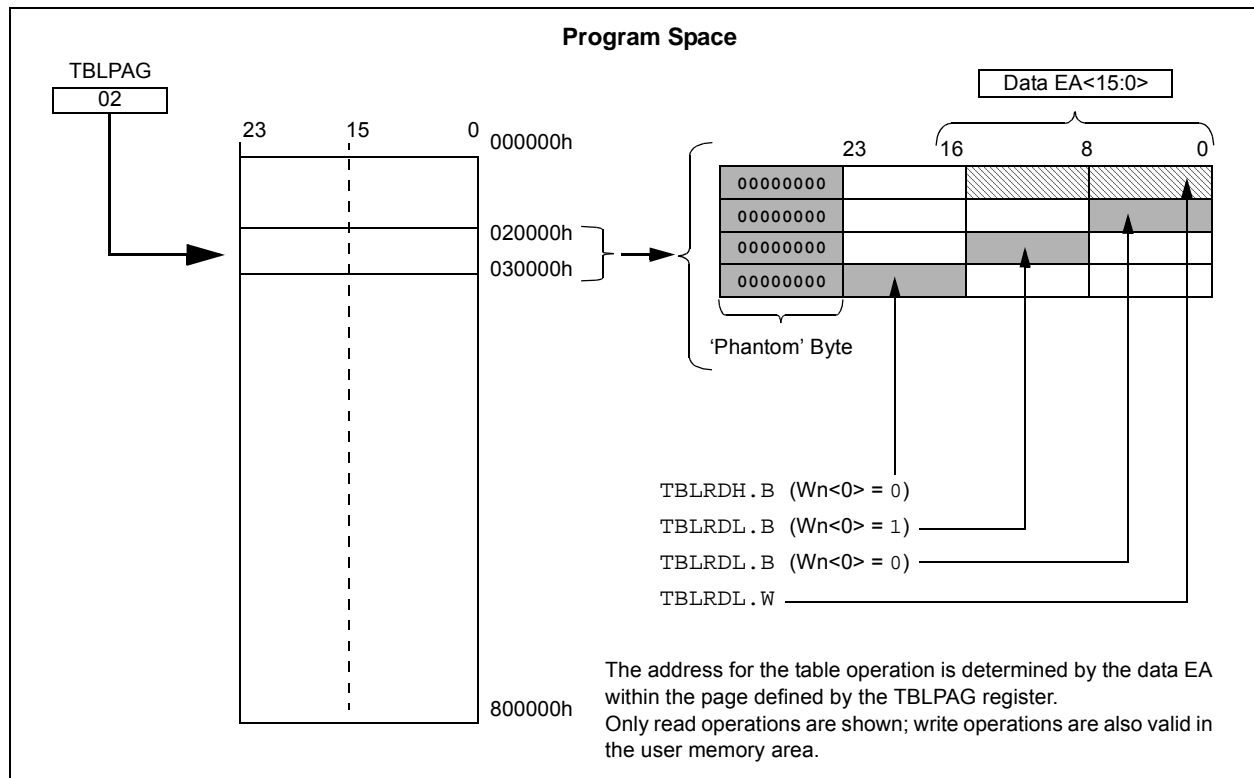 Program Space
TBLPAG
02
Data EA<15:0>
23 15 0
000000h
020000h
030000h
800000h
23 16 8 0
00000000
00000000
00000000
00000000
‘Phantom’ Byte
TBLRDH.B (Wn<0> = 0)
TBLRDL.B (Wn<0> = 1)
TBLRDL.B (Wn<0> = 0)
TBLRDL.W
The address for the table operation is determined by the data EA
within the page defined by the TBLPAG register.
Only read operations are shown; write operations are also valid in
the user memory area.